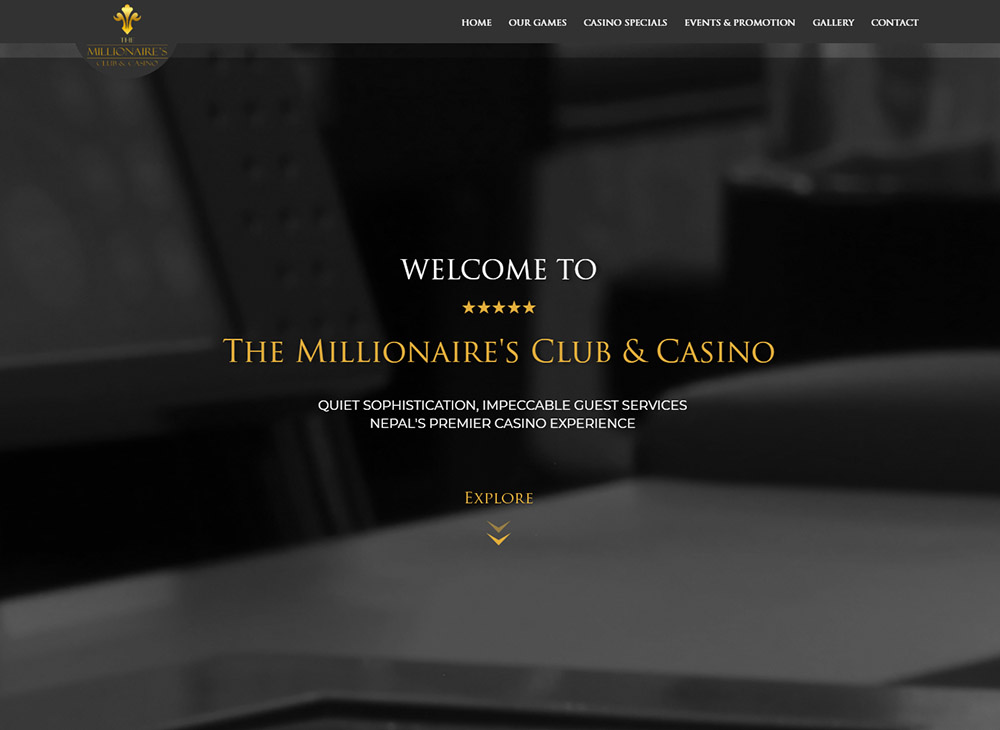 HOME OUR GAMES CASINO SPECIALS EVENTS & PROMOTION GALLERY CONTACT
THE
MILLIONAIRE'S
CLUB & CASINO
WELCOME TO
The Millionaire's Club & Casino
QUIET SOPHISTICATION, IMPECCABLE GUEST SERVICES
NEPAL'S PREMIER CASINO EXPERIENCE
Explore